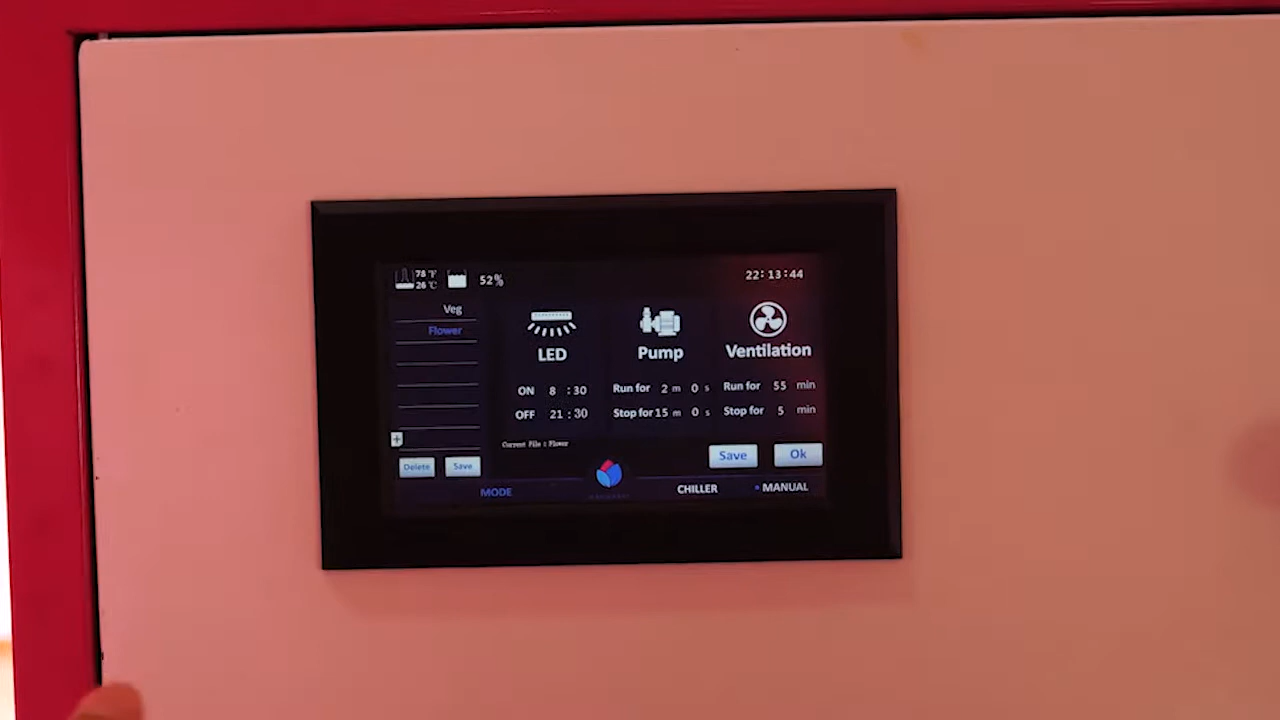 78 °F
26 °C
52%
22:13:44
Veg
Flower
LED
Pump
Ventilation
ON 8 :30
OFF 21:30
Run for 2 m 0 s
Stop for 15 m 0 s
Run for 55 min
Stop for 5 min
Current File : Flower
+
Delete
Save
Save
Ok
MODE
CHILLER
MANUAL